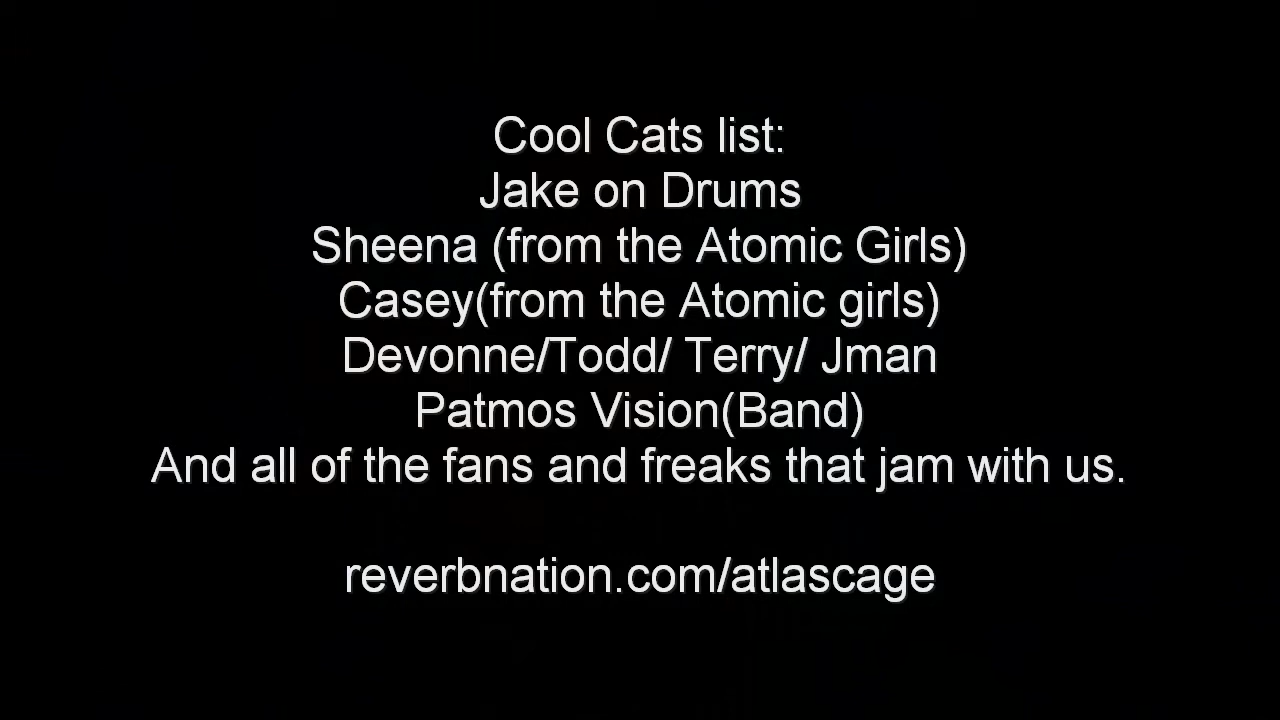 Cool Cats list:
Jake on Drums
Sheena (from the Atomic Girls)
Casey(from the Atomic girls)
Devonne/Todd/ Terry/ Jman
Patmos Vision(Band)
And all of the fans and freaks that jam with us.
reverbnation.com/atlascage